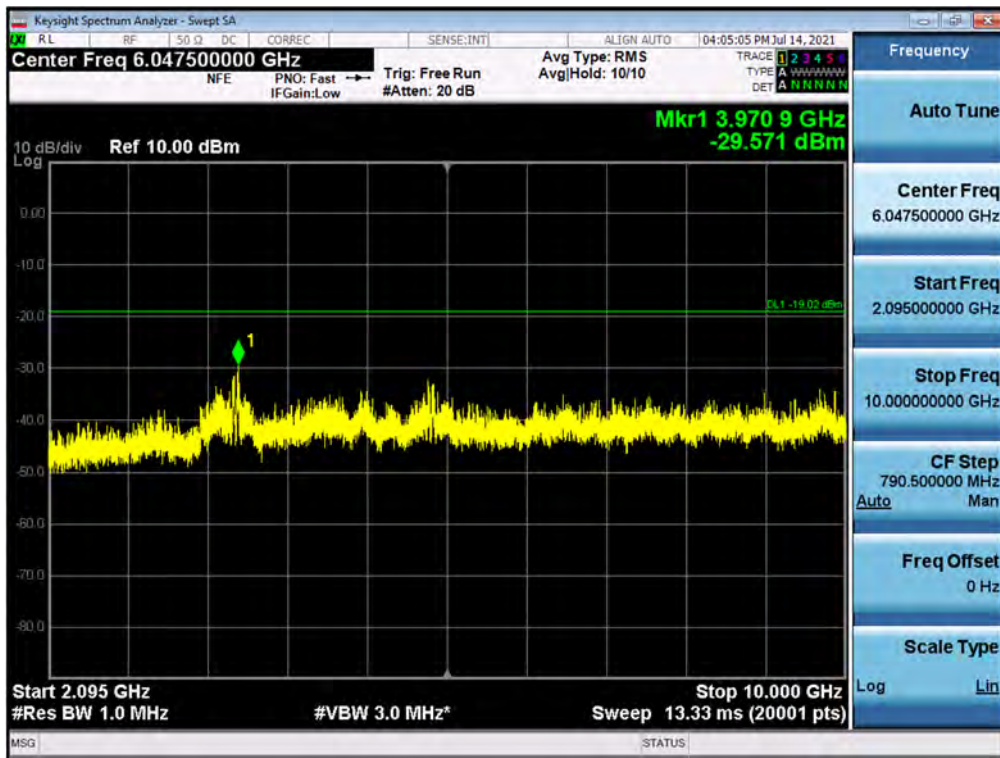 Keysight Spectrum Analyzer - Swept SA
LXI RL RF 50 Ω DC CORREC SENSE:INT ALIGN AUTO 04:05:05 PM Jul 14, 2021
Center Freq 6.047500000 GHz
NFE
PNO: Fast
IFGain:Low
Trig: Free Run
#Atten: 20 dB
Avg Type: RMS
Avg|Hold: 10/10
TRACE 1 2 3 4 5 6
TYPE A WWWWW
DET A N N N N N
Mkr1 3.970 9 GHz
-29.571 dBm
10 dB/div Ref 10.00 dBm
Log
0.00
-10.0
DL1 -19.02 dBm
-20.0
1
-30.0
-40.0
-50.0
-60.0
-70.0
-80.0
Start 2.095 GHz Stop 10.000 GHz
#Res BW 1.0 MHz #VBW 3.0 MHz* Sweep 13.33 ms (20001 pts)
MSG STATUS
Frequency
Auto Tune
Center Freq
6.047500000 GHz
Start Freq
2.095000000 GHz
Stop Freq
10.000000000 GHz
CF Step
790.500000 MHz
Auto Man
Freq Offset
0 Hz
Scale Type
Log Lin